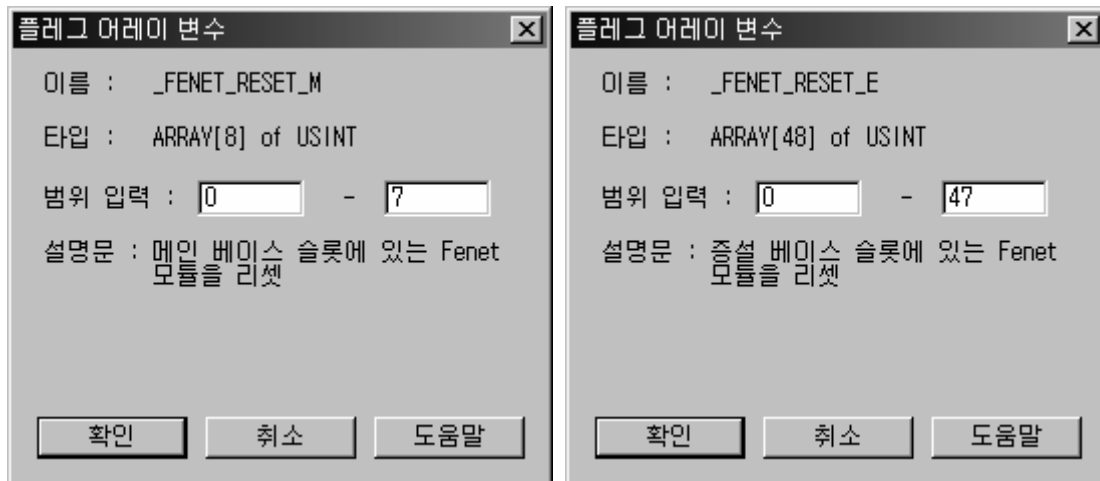 플레그 어레이 변수
이름 : _FENET_RESET_M
타입 : ARRAY[8] of USINT
범위 입력 : 0 - 7
설명문 : 메인 베이스 슬롯에 있는 Fenet
모듈을 리셋
확인 취소 도움말
플레그 어레이 변수
이름 : _FENET_RESET_E
타입 : ARRAY[48] of USINT
범위 입력 : 0 - 47
설명문 : 증설 베이스 슬롯에 있는 Fenet
모듈을 리셋
확인 취소 도움말